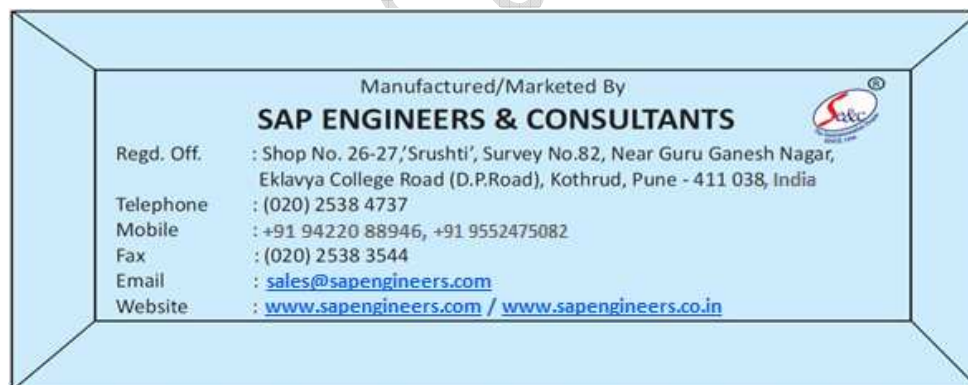 Manufactured/Marketed By
SAP ENGINEERS & CONSULTANTS
Regd. Off. : Shop No. 26-27,'Srushti', Survey No.82, Near Guru Ganesh Nagar,
Eklavya College Road (D.P.Road), Kothrud, Pune - 411 038, India
Telephone : (020) 2538 4737
Mobile : +91 94220 88946, +91 9552475082
Fax : (020) 2538 3544
Email : sales@sapengineers.com
Website : www.sapengineers.com / www.sapengineers.co.in